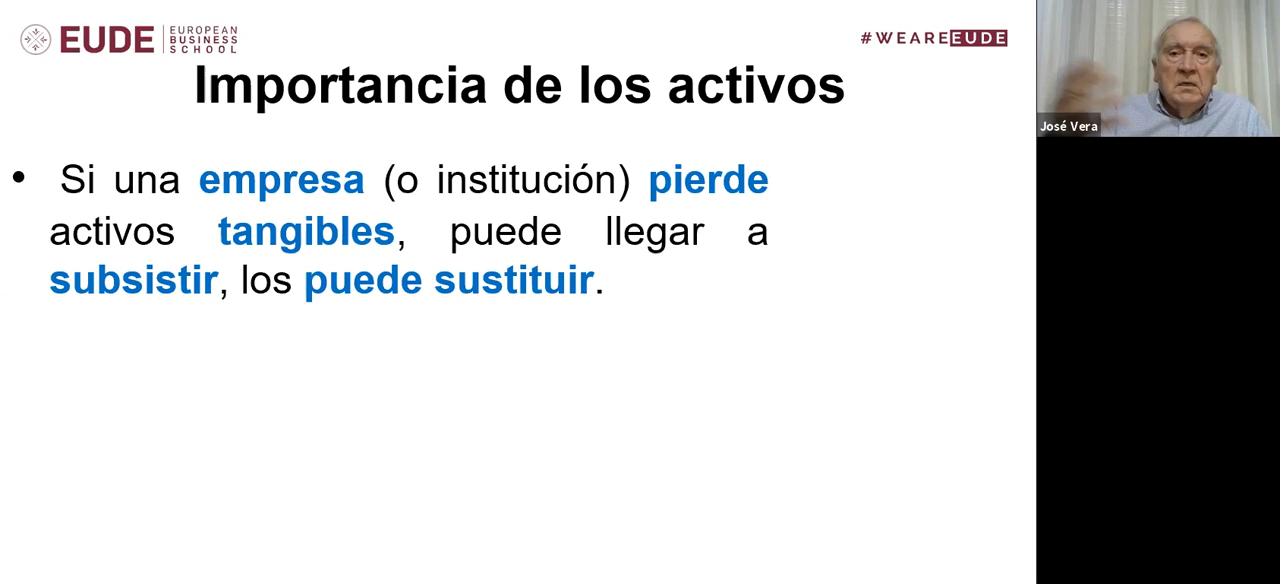 EUDE
EUROPEAN
BUSINESS
SCHOOL
#WEAREEUDE
Importancia de los activos
• Si una empresa (o institución) pierde
activos tangibles, puede llegar a
subsistir, los puede sustituir.
José Vera